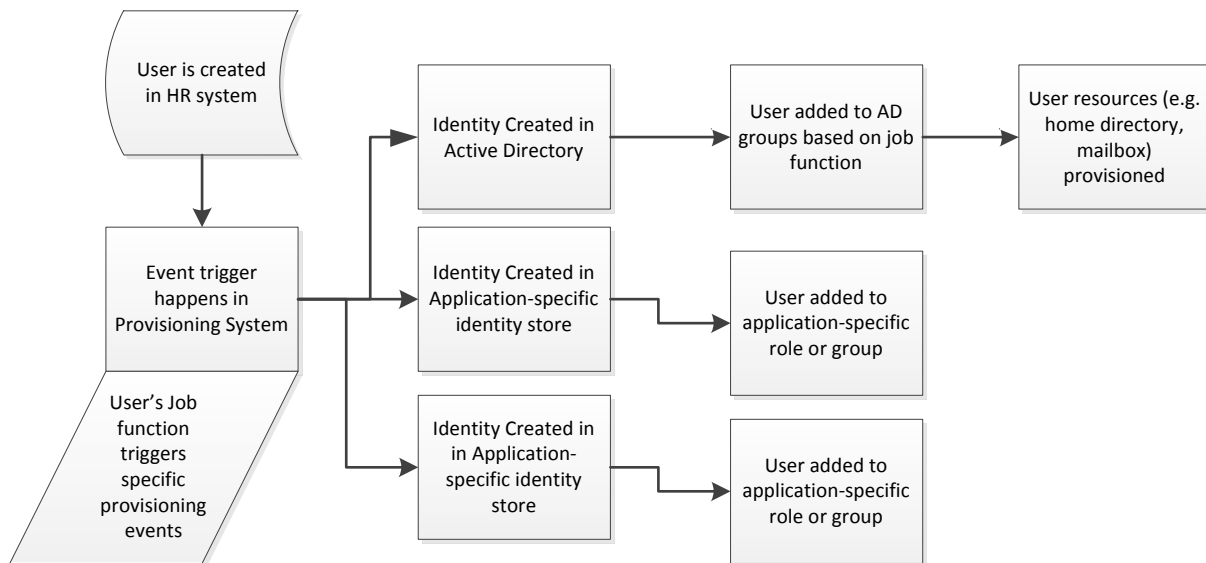 User is created
in HR system
Event trigger
happens in
Provisioning System
User's Job
function
triggers
specific
provisioning
events
Identity Created in
Active Directory
User added to AD
groups based on job
function
User resources (e.g.
home directory,
mailbox)
provisioned
Identity Created in
Application-specific
identity store
User added to
application-specific
role or group
Identity Created in
in Application-
specific identity
store
User added to
application-specific
role or group